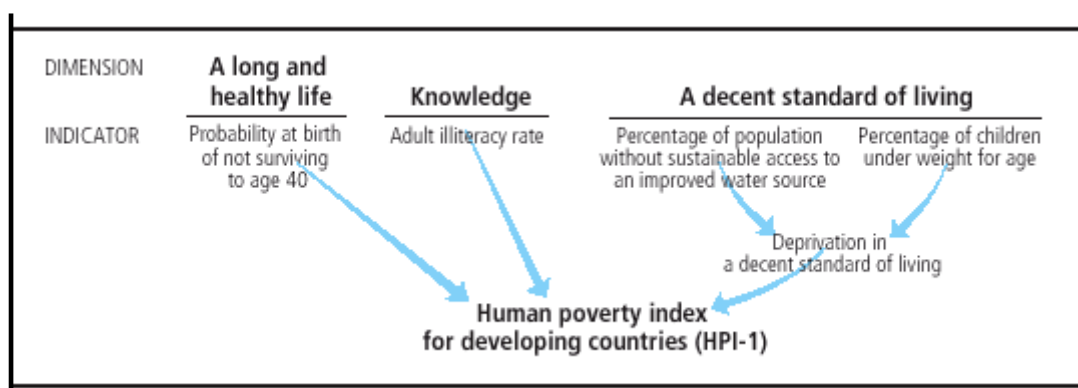 DIMENSION
A long and
healthy life
Knowledge
A decent standard of living
INDICATOR
Probability at birth
of not surviving
to age 40
Adult illiteracy rate
Percentage of population
without sustainable access to
an improved water source
Percentage of children
under weight for age
Deprivation in
a decent standard of living
Human poverty index
for developing countries (HPI-1)